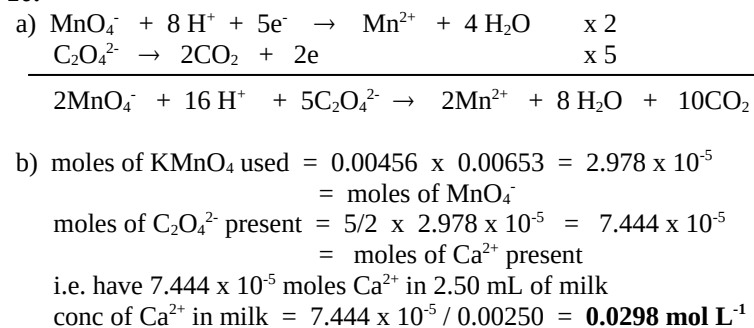 a) MnO₄⁻ + 8 H⁺ + 5e⁻ → Mn²⁺ + 4 H₂O x 2
C₂O₄²⁻ → 2CO₂ + 2e x 5
2MnO₄⁻ + 16 H⁺ + 5C₂O₄²⁻ → 2Mn²⁺ + 8 H₂O + 10CO₂
b) moles of KMnO₄ used = 0.00456 x 0.00653 = 2.978 x 10⁻⁵
= moles of MnO₄⁻
moles of C₂O₄²⁻ present = 5/2 x 2.978 x 10⁻⁵ = 7.444 x 10⁻⁵
= moles of Ca²⁺ present
i.e. have 7.444 x 10⁻⁵ moles Ca²⁺ in 2.50 mL of milk
conc of Ca²⁺ in milk = 7.444 x 10⁻⁵ / 0.00250 = 0.0298 mol L⁻¹